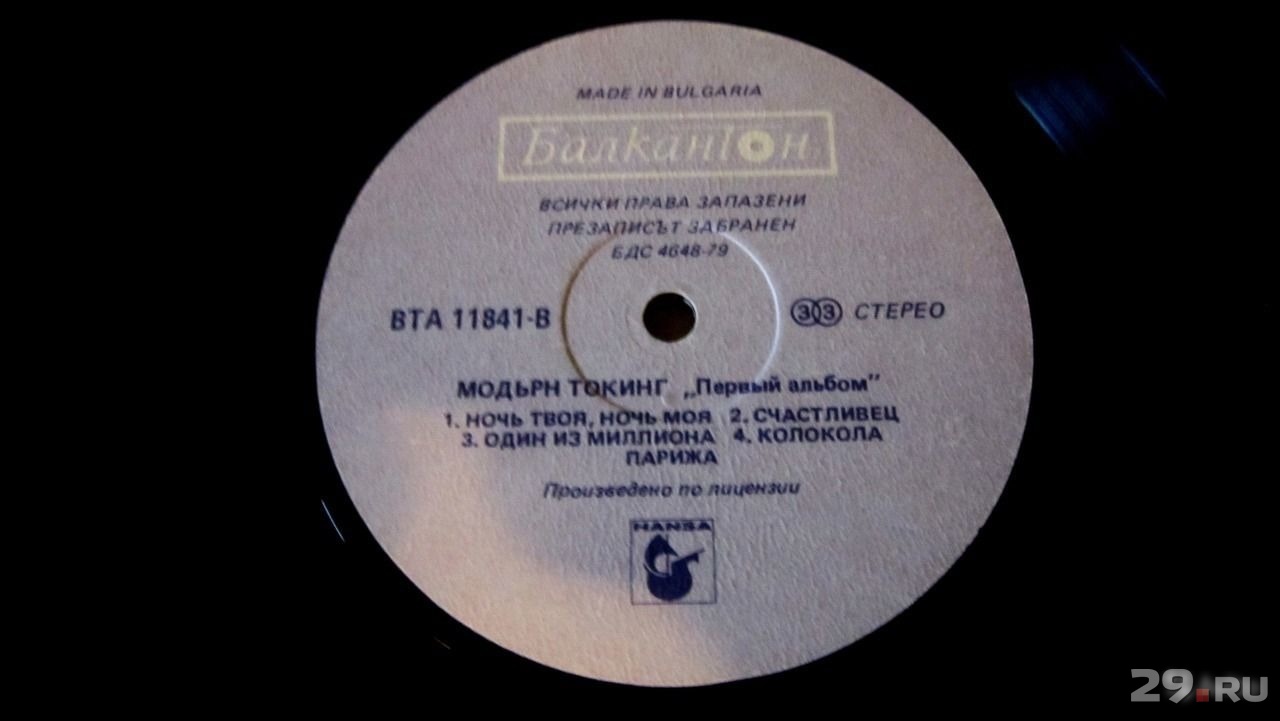 MADE IN BULGARIA
Балкантон
ВСИЧКИ ПРАВА ЗАПАЗЕНИ
ПРЕЗАПИСЪТ ЗАБРАНЕН
БДС 4648-79
ВТА 11841-В
33 СТЕРЕО
МОДЬРН ТОКИНГ „Первый альбом"
1. НОЧЬ ТВОЯ, НОЧЬ МОЯ 2. СЧАСТЛИВЕЦ
3. ОДИН ИЗ МИЛЛИОНА 4. КОЛОКОЛА
ПАРИЖА
Произведено по лицензии
HANSA
29.RU